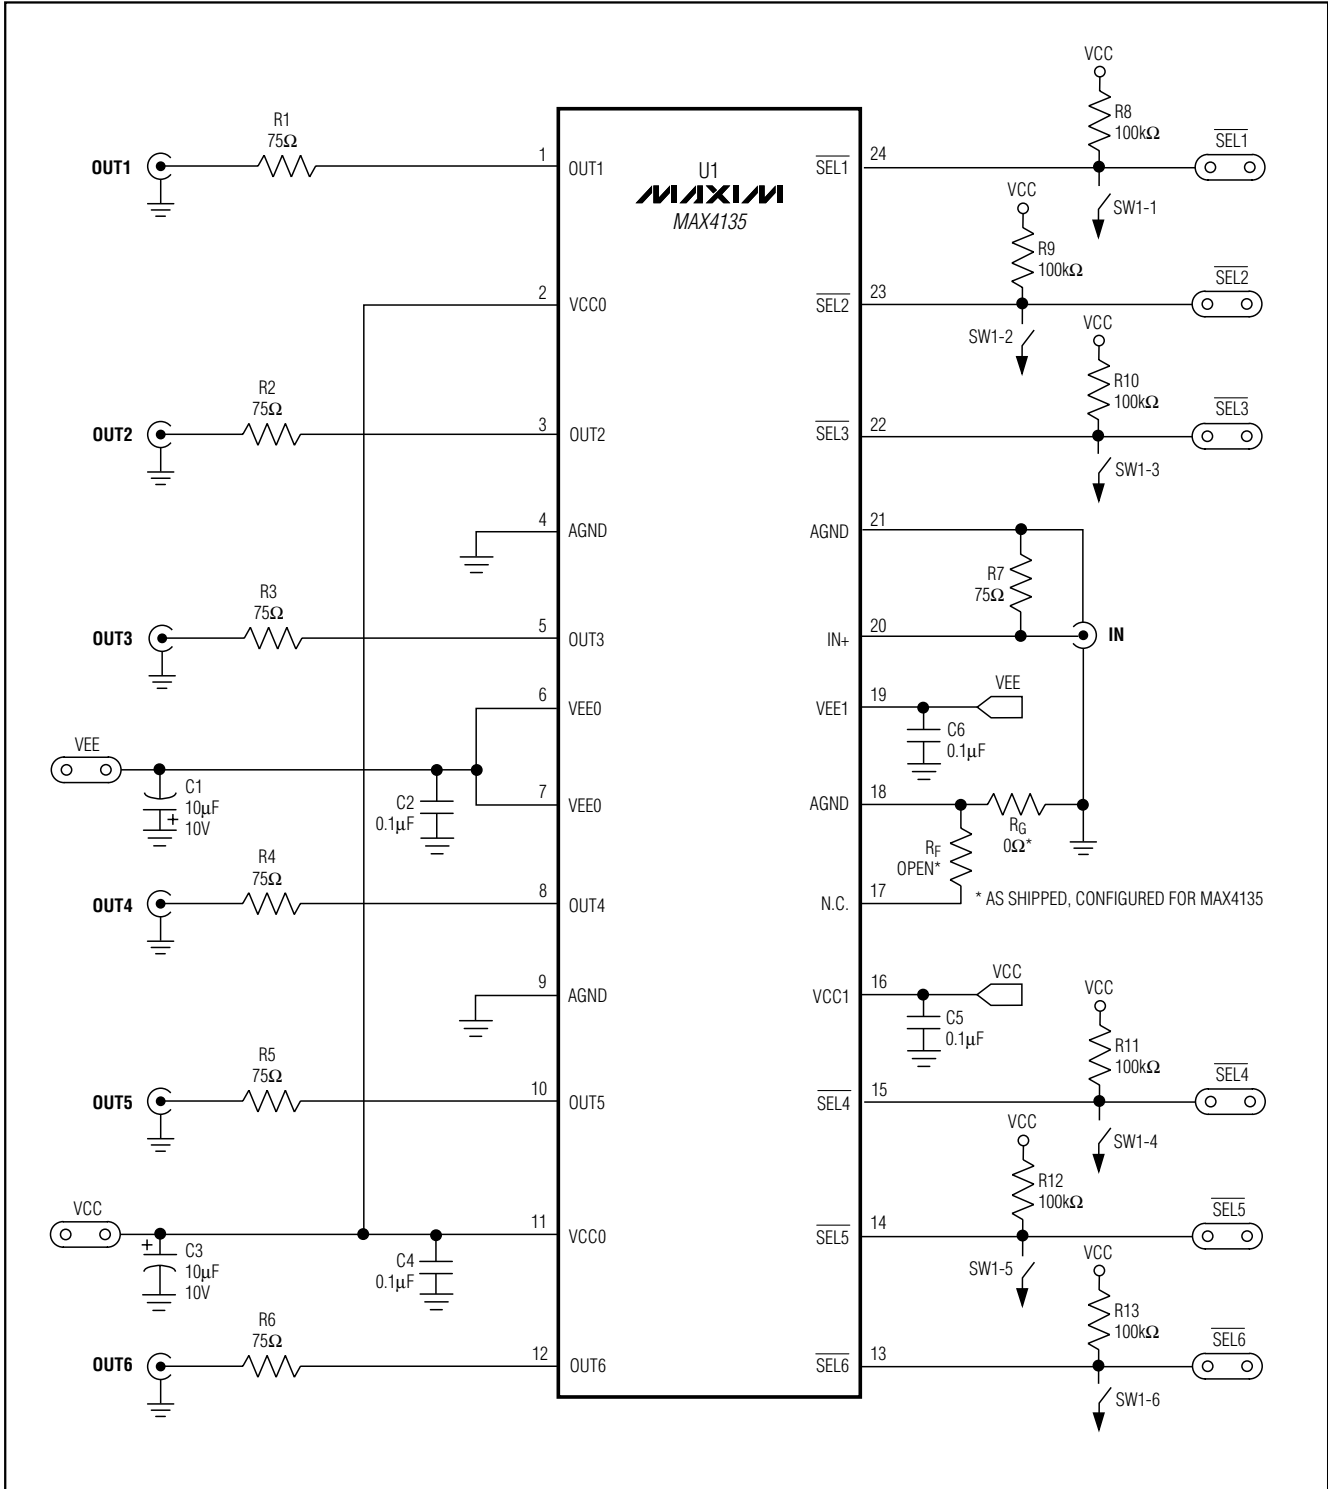 VCC
R8
100kΩ
SEL1
R1
75Ω
OUT1
1
OUT1
U1
MAXIM
MAX4135
SEL1
24
SW1-1
VCC
R9
100kΩ
SEL2
2
VCC0
SEL2
23
SW1-2
VCC
R10
100kΩ
SEL3
R2
75Ω
OUT2
3
OUT2
SEL3
22
SW1-3
4
AGND
AGND
21
R7
75Ω
R3
75Ω
OUT3
5
OUT3
IN+
20
IN
6
VEE0
VEE1
19
VEE
C6
0.1µF
VEE
C1
10µF
+
10V
C2
0.1µF
7
VEE0
AGND
18
RG
0Ω*
RF
OPEN*
R4
75Ω
OUT4
8
OUT4
N.C.
17
* AS SHIPPED, CONFIGURED FOR MAX4135
9
AGND
VCC1
16
VCC
C5
0.1µF
VCC
R11
100kΩ
SEL4
R5
75Ω
OUT5
10
OUT5
SEL4
15
SW1-4
VCC
R12
100kΩ
SEL5
VCC
+
C3
10µF
10V
C4
0.1µF
11
VCC0
SEL5
14
SW1-5
VCC
R13
100kΩ
SEL6
R6
75Ω
OUT6
12
OUT6
SEL6
13
SW1-6